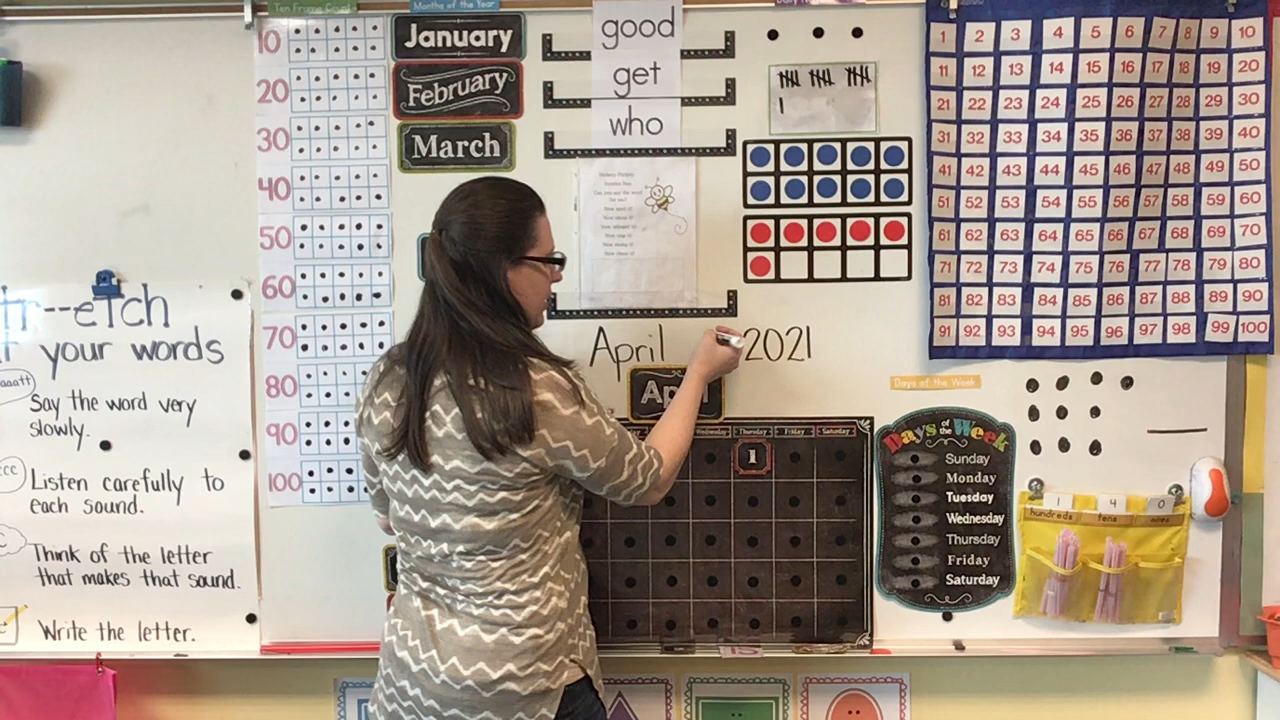 Ten Frame Count
Months of the Year
10
20
30
40
50
60
70
80
90
100
January
February
March
good
get
who
1 2 3 4 5 6 7 8 9 10
11 12 13 14 15 16 17 18 19 20
21 22 23 24 25 26 27 28 29 30
31 32 33 34 35 36 37 38 39 40
41 42 43 44 45 46 47 48 49 50
51 52 53 54 55 56 57 58 59 60
61 62 63 64 65 66 67 68 69 70
71 72 73 74 75 76 77 78 79 80
81 82 83 84 85 86 87 88 89 90
91 92 93 94 95 96 97 98 99 100
April 2021
Wednesday Thursday Friday Saturday
1
Days of the Week
Days of the Week
Sunday
Monday
Tuesday
Wednesday
Thursday
Friday
Saturday
1 4 0
hundreds tens ones
15
tr--etch
your words
Say the word very
slowly.
Listen carefully to
each sound.
Think of the letter
that makes that sound.
Write the letter.